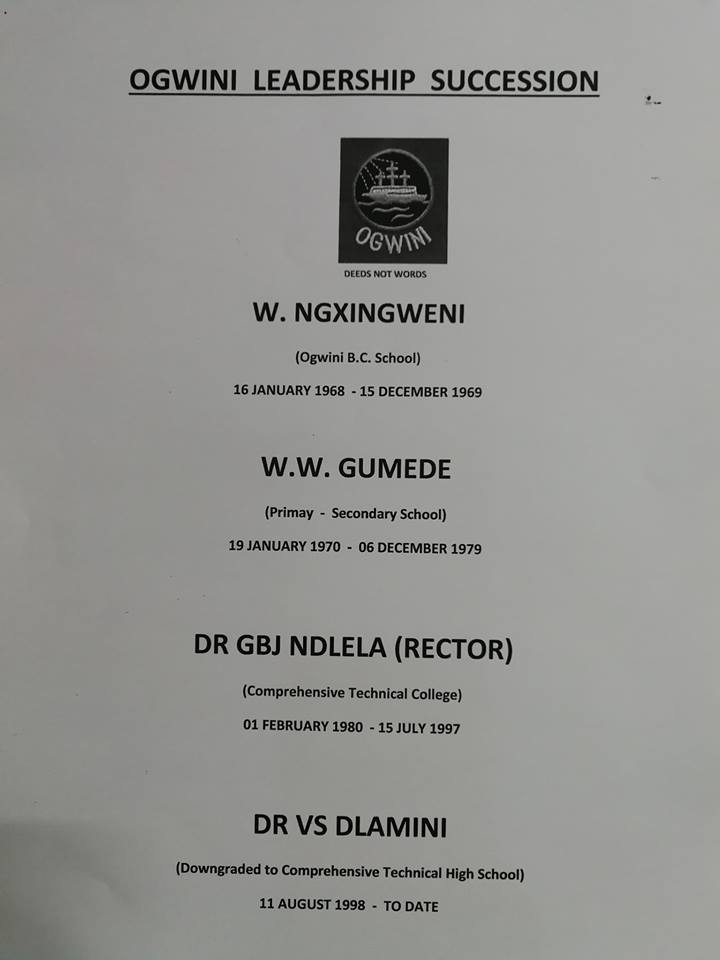 OGWINI LEADERSHIP SUCCESSION
OGWINI
DEEDS NOT WORDS
W. NGXINGWENI
(Ogwini B.C. School)
16 JANUARY 1968 - 15 DECEMBER 1969
W.W. GUMEDE
(Primay - Secondary School)
19 JANUARY 1970 - 06 DECEMBER 1979
DR GBJ NDLELA (RECTOR)
(Comprehensive Technical College)
01 FEBRUARY 1980 - 15 JULY 1997
DR VS DLAMINI
(Downgraded to Comprehensive Technical High School)
11 AUGUST 1998 - TO DATE